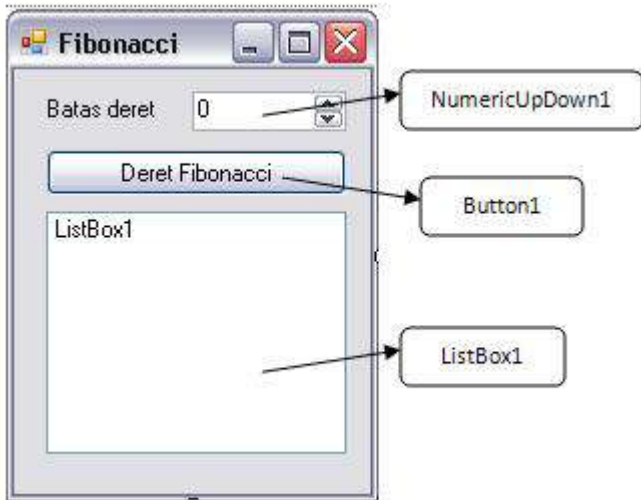 Fibonacci
Batas deret 0
NumericUpDown1
Deret Fibonacci
Button1
ListBox1
ListBox1